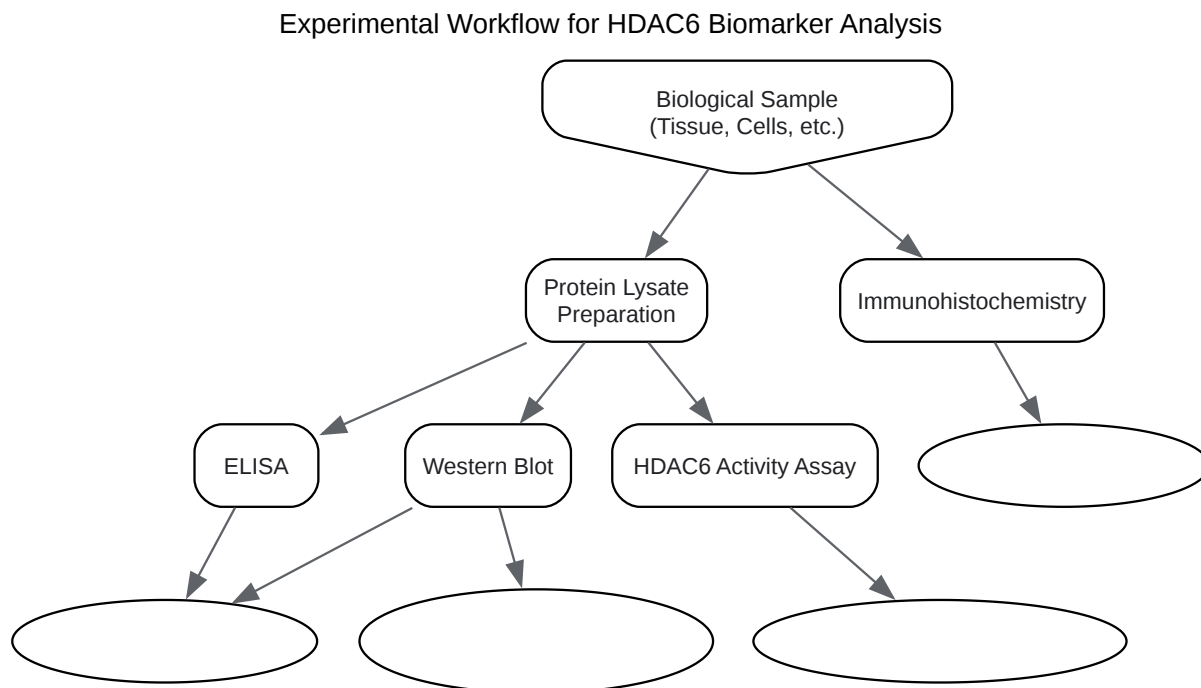 Experimental Workflow for HDAC6 Biomarker Analysis
Biological Sample
(Tissue, Cells, etc.)
Protein Lysate
Preparation
Immunohistochemistry
ELISA
Western Blot
HDAC6 Activity Assay